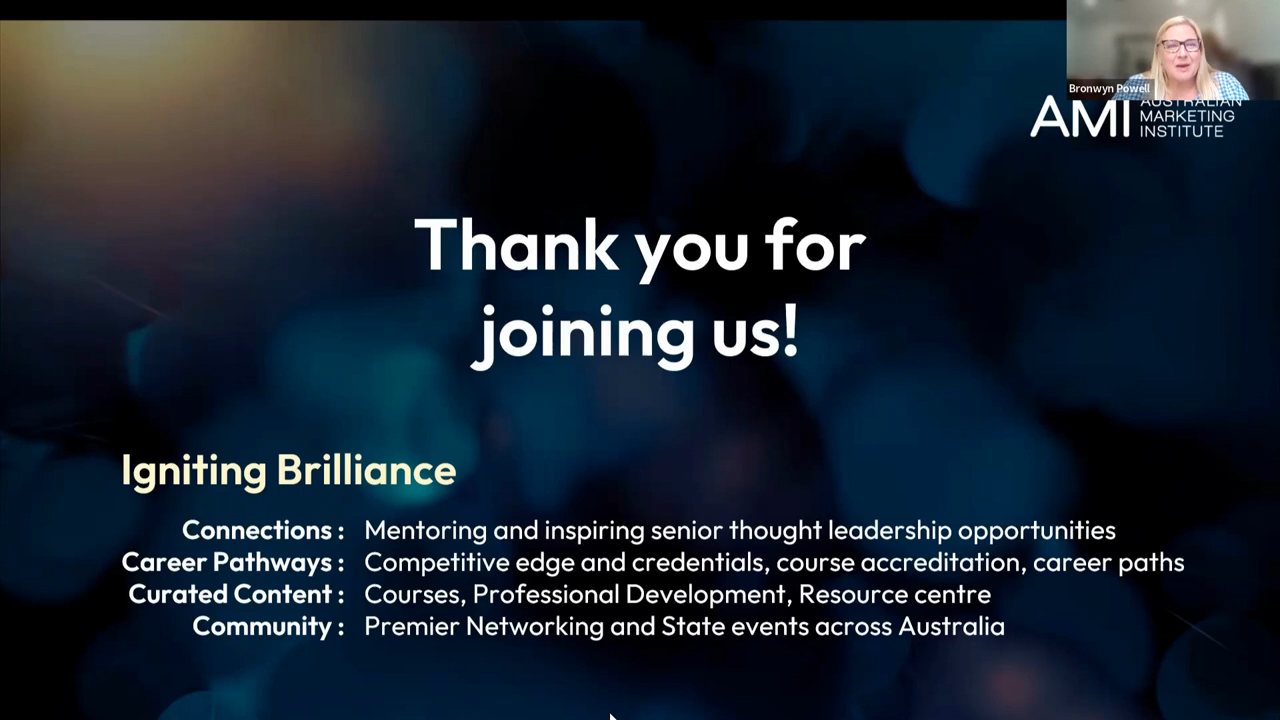 Bronwyn Powell
AMI
AUSTRALIAN
MARKETING
INSTITUTE
Thank you for
joining us!
Igniting Brilliance
Connections : Mentoring and inspiring senior thought leadership opportunities
Career Pathways : Competitive edge and credentials, course accreditation, career paths
Curated Content : Courses, Professional Development, Resource centre
Community : Premier Networking and State events across Australia